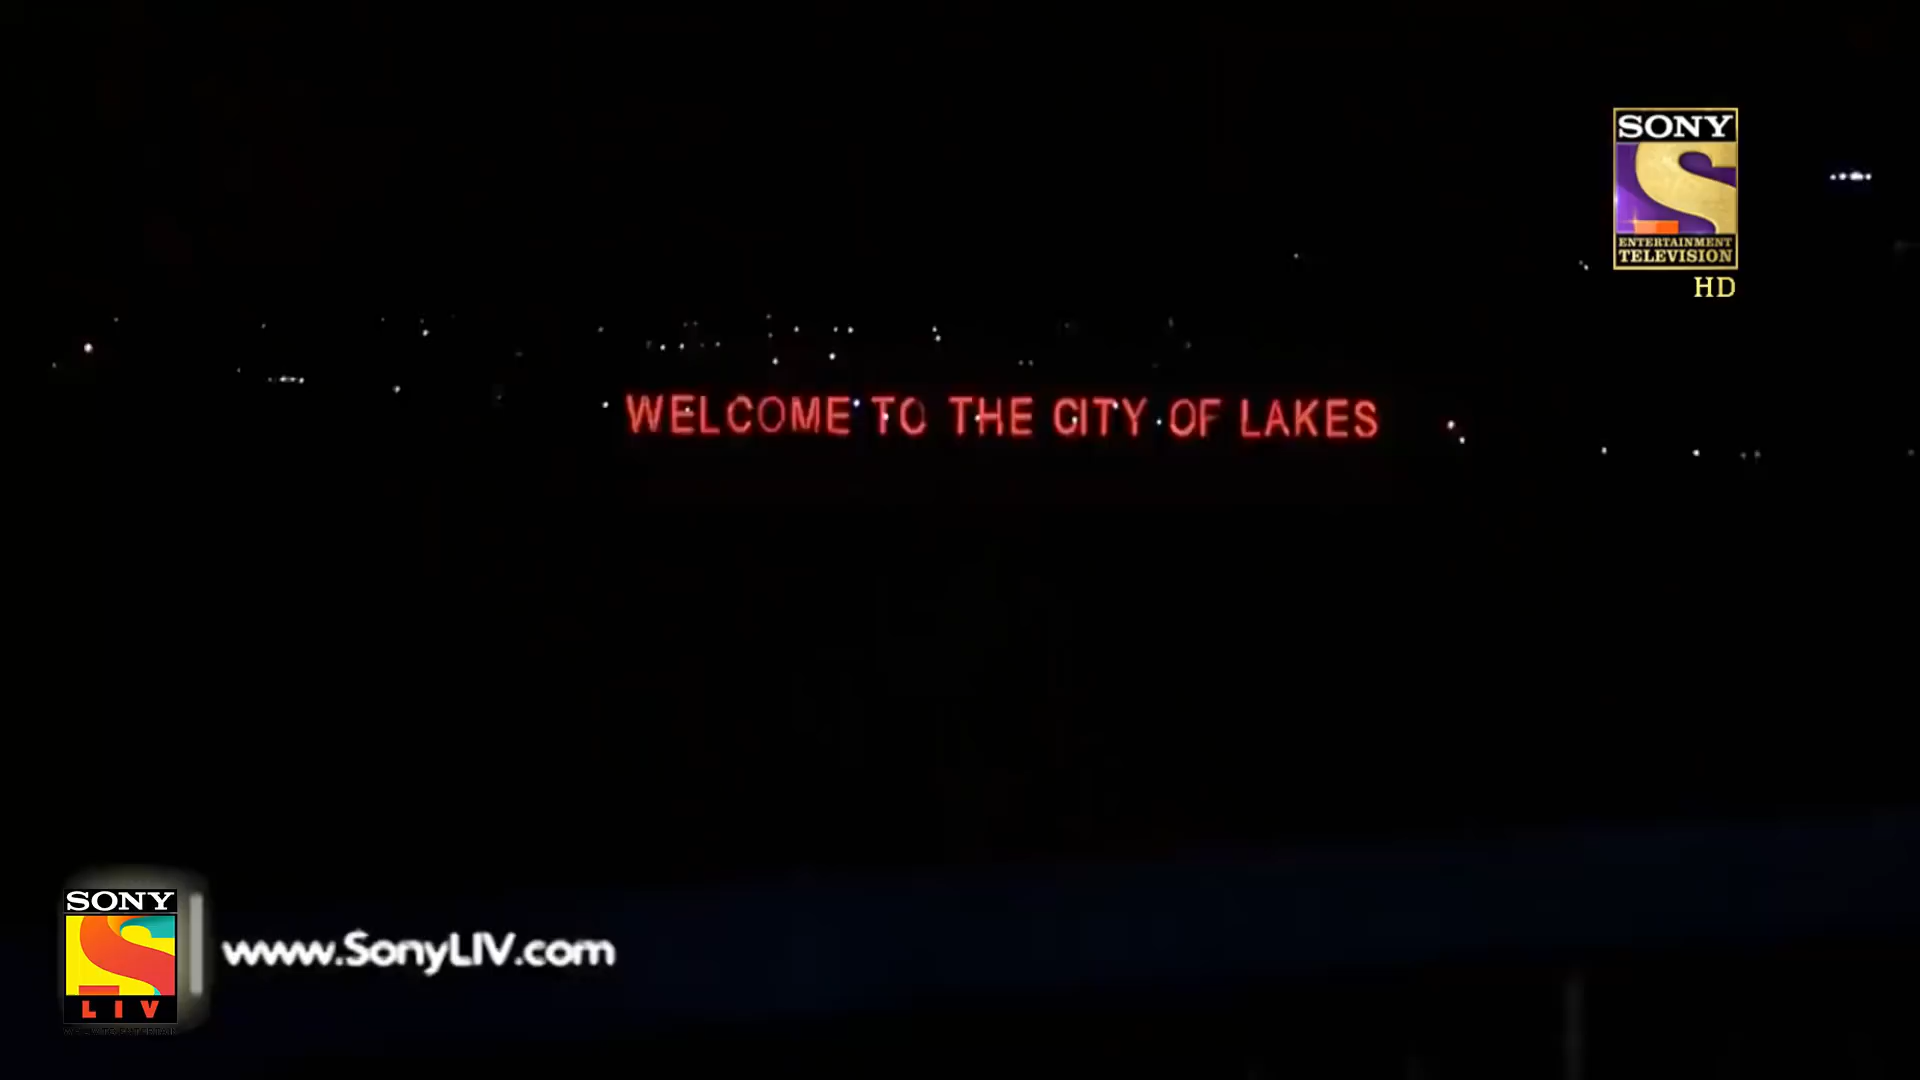 SONY
ENTERTAINMENT
TELEVISION
HD
WELCOME TO THE CITY OF LAKES
SONY
LIV
www.SonyLIV.com